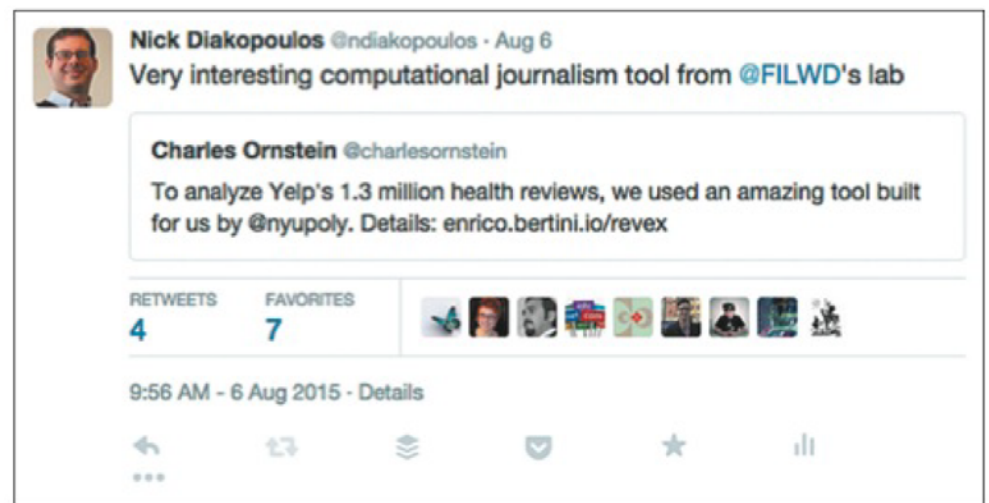 Nick Diakopoulos @ndiakopoulos · Aug 6
Very interesting computational journalism tool from @FILWD's lab
Charles Ornstein @charlesornstein
To analyze Yelp's 1.3 million health reviews, we used an amazing tool built
for us by @nyupoly. Details: enrico.bertini.io/revex
RETWEETS FAVORITES
4 7
9:56 AM - 6 Aug 2015 · Details